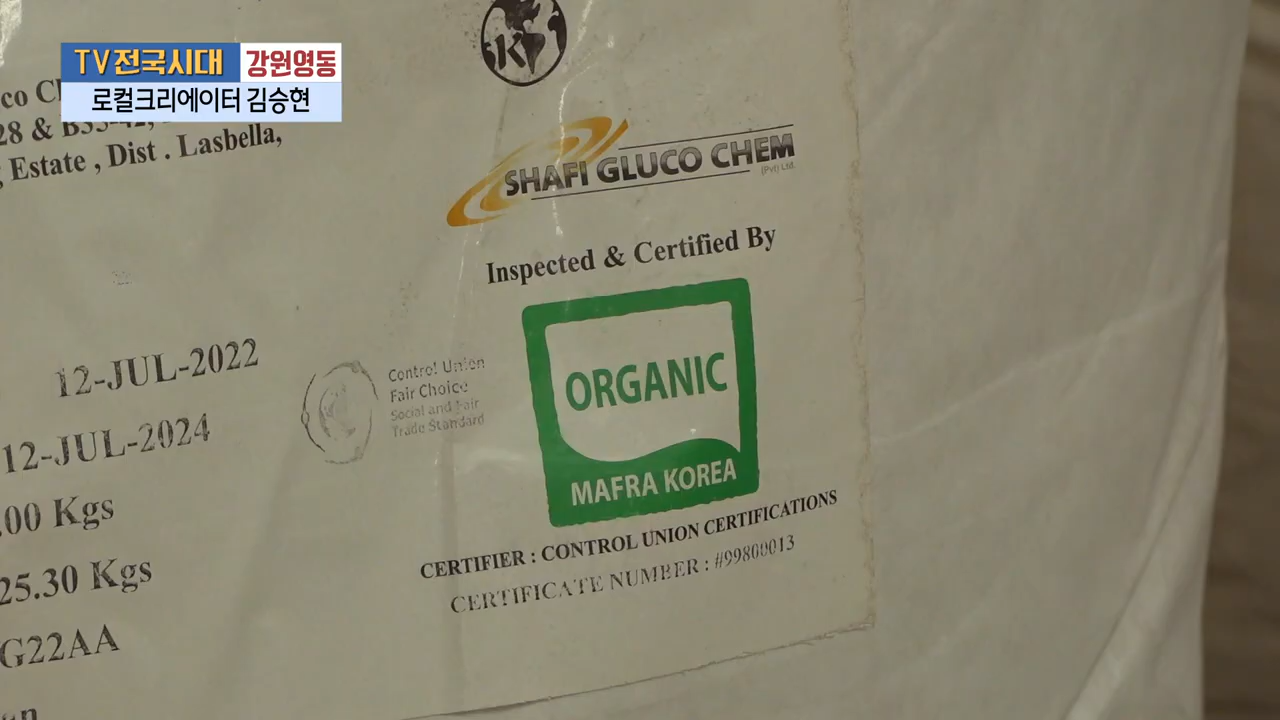 TV전국시대 강원영동
로컬크리에이터 김승현
K
co
28 &
Estate , Dist . Lasbella,
SHAFI GLUCO CHEM
(Pvt) Ltd.
Inspected & Certified By
ORGANIC
MAFRA KOREA
12-JUL-2022
Control Union
Fair Choice
Social and Fair
Trade Standard
12-JUL-2024
.00 Kgs
25.30 Kgs
G22AA
CERTIFIER : CONTROL UNION CERTIFICATIONS
CERTIFICATE NUMBER : #99800013